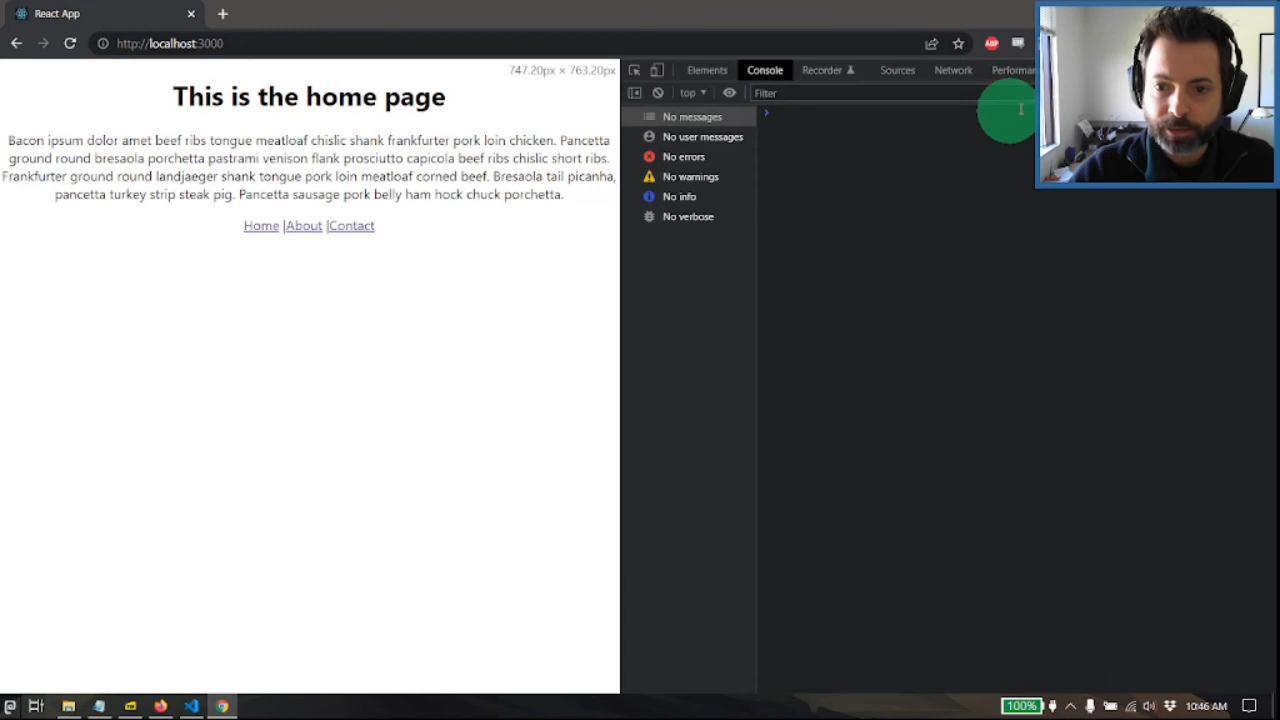 React App
http://localhost:3000
ABP
747.20px × 763.20px
This is the home page
Bacon ipsum dolor amet beef ribs tongue meatloaf chislic shank frankfurter pork loin chicken. Pancetta
ground round bresaola porchetta pastrami venison flank prosciutto capicola beef ribs chislic short ribs.
Frankfurter ground round landjaeger shank tongue pork loin meatloaf corned beef. Bresaola tail picanha,
pancetta turkey strip steak pig. Pancetta sausage pork belly ham hock chuck porchetta.
Home |About |Contact
Elements Console Recorder Sources Network Performan
top Filter
No messages
No user messages
No errors
No warnings
No info
No verbose
100% 10:46 AM